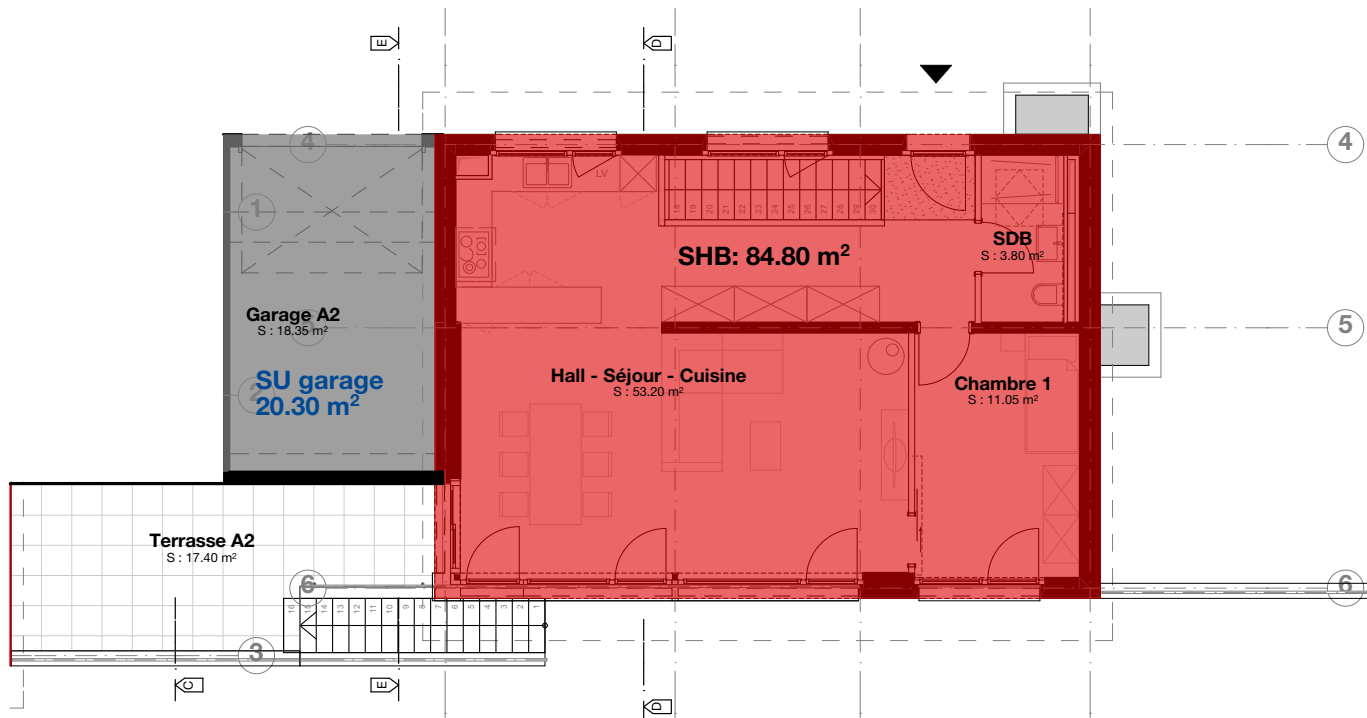 E
D
4
4
LV
18 19 20 21 22 23 24 25 26 27 28 29 30
1
SDB
S : 3.80 m²
SHB: 84.80 m²
Garage A2
S : 18.35 m²
5
5
SU garage
20.30 m²
2
Hall - Séjour - Cuisine
S : 53.20 m²
Chambre 1
S : 11.05 m²
Terrasse A2
S : 17.40 m²
6
6
16 15 14 13 12 11 10 9 8 7 6 5 4 3 2 1
3
C
E
D